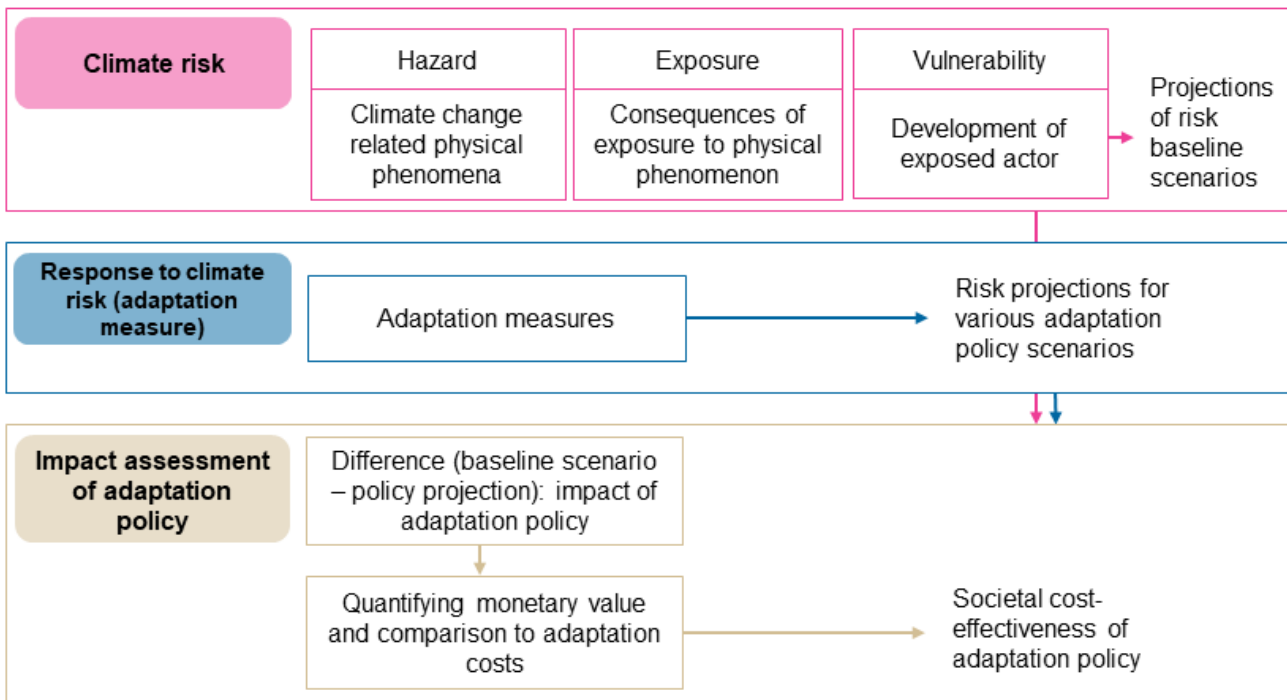 Climate risk
Hazard
Climate change
related physical
phenomena
Exposure
Consequences of
exposure to physical
phenomenon
Vulnerability
Development of
exposed actor
Projections
of risk
baseline
scenarios
Response to climate
risk (adaptation
measure)
Adaptation measures
Risk projections for
various adaptation
policy scenarios
Impact assessment
of adaptation
policy
Difference (baseline scenario
– policy projection): impact of
adaptation policy
Quantifying monetary value
and comparison to adaptation
costs
Societal cost-
effectiveness of
adaptation policy